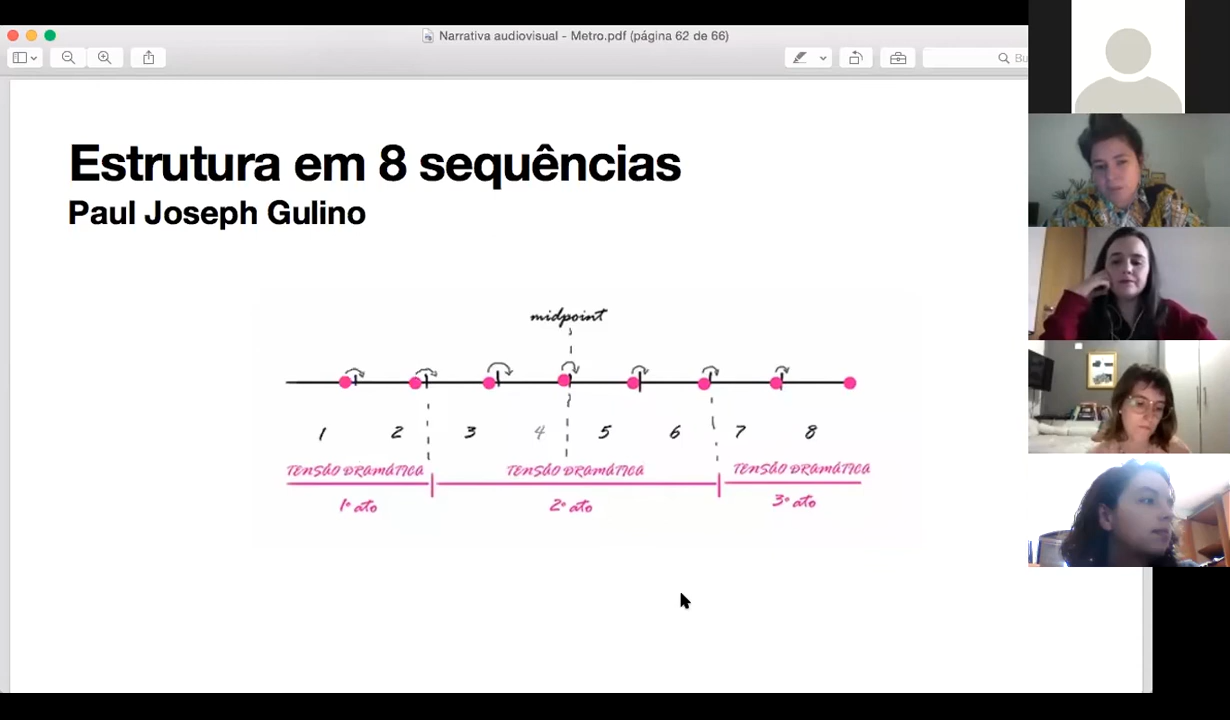 Narrativa audiovisual - Metro.pdf (página 62 de 66)
Bu
Estrutura em 8 sequências
Paul Joseph Gulino
midpoint
1 2 3 4 5 6 7 8
TENSÃO DRAMÁTICA TENSÃO DRAMÁTICA TENSÃO DRAMÁTICA
1º ato 2º ato 3º ato